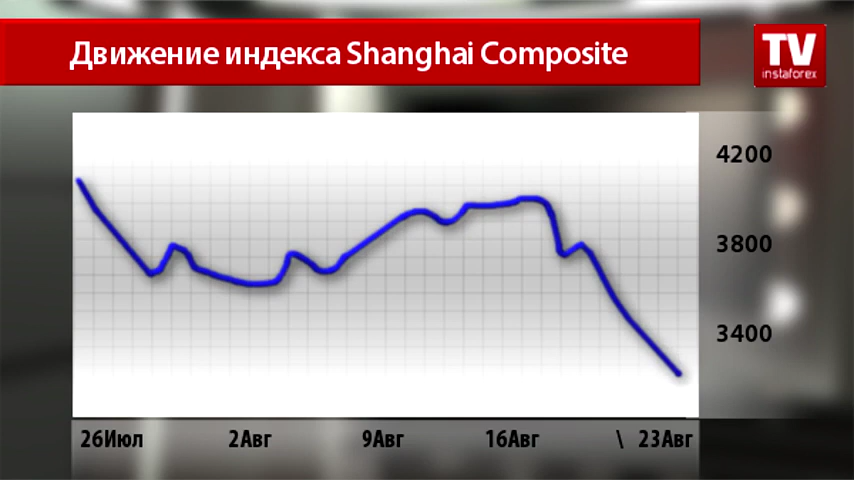 Движение индекса Shanghai Composite
TV
instaforex
4200
3800
3400
26Июл 2Авг 9Авг 16Авг \ 23Авг